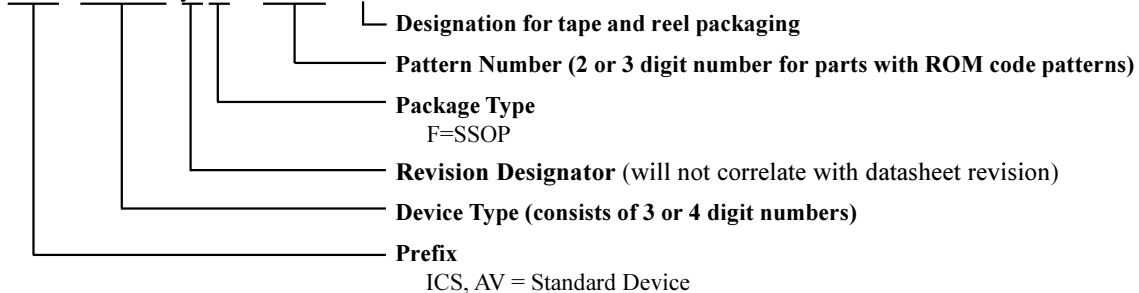 Designation for tape and reel packaging
Pattern Number (2 or 3 digit number for parts with ROM code patterns)
Package Type
F=SSOP
Revision Designator (will not correlate with datasheet revision)
Device Type (consists of 3 or 4 digit numbers)
Prefix
ICS, AV = Standard Device